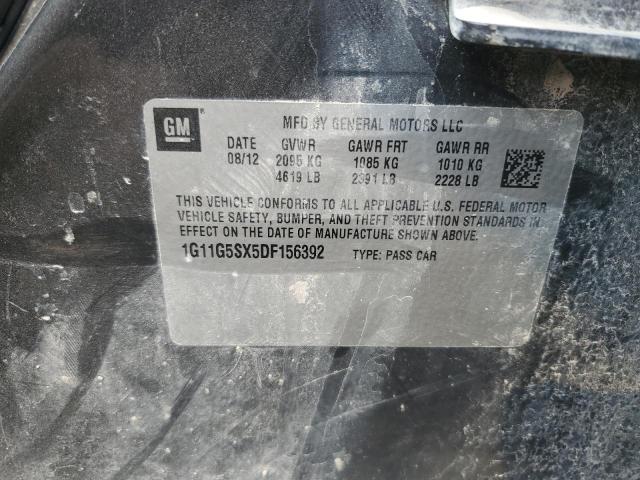 GM
MFD BY GENERAL MOTORS LLC
DATE GVWR GAWR FRT GAWR RR
08/12 2095 KG 1085 KG 1010 KG
4619 LB 2391 LB 2228 LB
THIS VEHICLE CONFORMS TO ALL APPLICABLE U.S. FEDERAL MOTOR
VEHICLE SAFETY, BUMPER, AND THEFT PREVENTION STANDARDS IN
EFFECT ON THE DATE OF MANUFACTURE SHOWN ABOVE.
1G11G5SX5DF156392 TYPE: PASS CAR